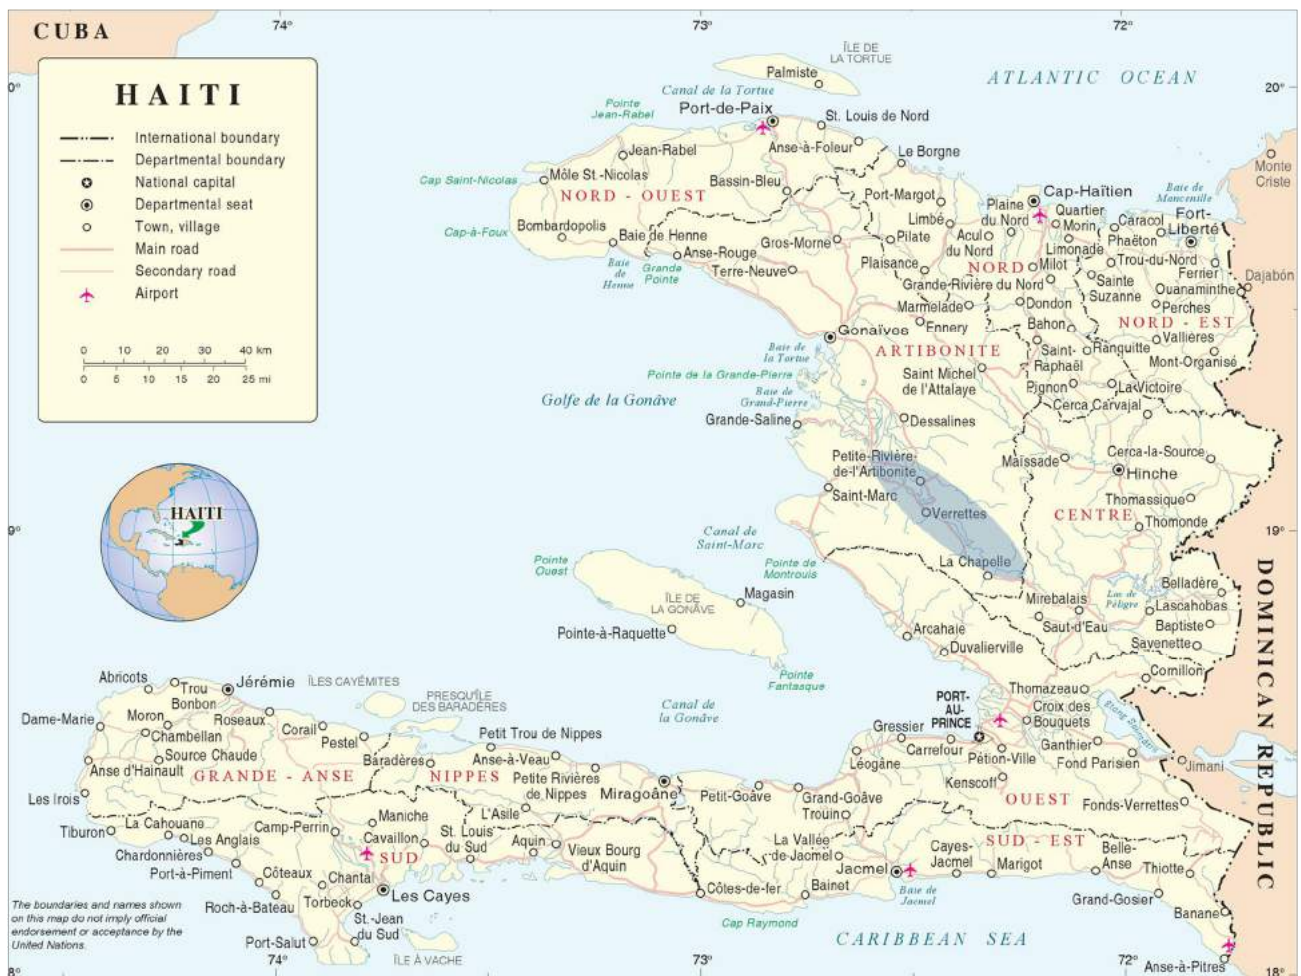 74°
73°
72°
CUBA
HAITI
International boundary
Departmental boundary
National capital
Departmental seat
Town, village
Main road
Secondary road
Airport
0 10 20 30 40 km
0 5 10 15 20 25 mi
0°
20°
ÎLE DE
LA TORTUE
Palmiste
ATLANTIC OCEAN
Canal de la Tortue
Pointe
Jean-Rabel
Port-de-Paix
St. Louis de Nord
Anse-à-Foleur
Jean-Rabel
Le Borgne
Monte
Criste
Cap Saint-Nicolas
Môle St.-Nicolas
NORD - OUEST
Bassin-Bleu
Port-Margot
Cap-Haïtien
Baie de
Mancenille
Plaine
du Nord
Quartier
Morin
Caracol
Fort-
Liberté
Limbé
Cap-à-Foux
Bombardopolis
Baie de Henne
Gros-Morne
Pilate
Acul
du Nord
Limonade
Phaëton
Anse-Rouge
Baie
de
Henne
Grande
Pointe
Terre-Neuve
Plaisance
NORD
Milot
Trou-du-Nord
Ferrier
Grande-Rivière du Nord
Sainte
Suzanne
Ouanaminthe
Dajabón
Marmelade
Dondon
Perches
Gonaïves
Ennery
Bahon
NORD - EST
Baie de
la Tortue
ARTIBONITE
Saint-
Raphaël
Ranquitte
Vallières
Mont-Organisé
Pointe de la Grande-Pierre
Saint Michel
de l'Attalaye
Pignon
La Victoire
Golfe de la Gonâve
Baie de
Grand-Pierre
Cerca Carvajal
Grande-Saline
Dessalines
Petite-Rivière-
de-l'Artibonite
Maïssade
Cerca-la-Source
Hinche
HAITI
Saint-Marc
Verrettes
Thomassique
CENTRE
Thomonde
9°
19°
Canal de
Saint-Marc
Pointe
Ouest
Pointe de
Montrouis
La Chapelle
Belladère
ÎLE DE
LA GONÂVE
Magasin
Mirebalais
Lac de
Péligre
Lascahobas
Pointe-à-Raquette
Arcahaie
Saut-d'Eau
Baptiste
Duvalierville
Savenette
DOMINICAN REPUBLIC
Pointe
Fantasque
Cornillon
Abricots
Trou
Bonbon
Jérémie
ÎLES CAYÉMITES
PORT-
AU-
PRINCE
Thomazeau
PRESQU'ÎLE
DES BARADÈRES
Canal de
la Gonâve
Croix des
Bouquets
Etang Saumatre
Dame-Marie
Moron
Roseaux
Chambellan
Corail
Pestel
Petit Trou de Nippes
Gressier
Carrefour
Pétion-Ville
Ganthier
Fond Parisien
Source Chaude
Baradères
Anse-à-Veau
Léogâne
Jimani
Anse d'Hainault
GRANDE - ANSE
NIPPES
Petite Rivières
de Nippes
Miragoâne
Kenscoff
Les Irois
Petit-Goâve
Grand-Goâve
OUEST
Fonds-Verrettes
L'Asile
Trouin
Tiburon
La Cahouane
Camp-Perrin
Maniche
Les Anglais
Cavaillon
St. Louis
du Sud
Aquin
Vieux Bourg
d'Aquin
La Vallée
de Jacmel
Cayes-
Jacmel
SUD - EST
Belle-
Anse
Chardonnières
SUD
Jacmel
Marigot
Thiotte
Port-à-Piment
Côteaux
Chantal
Les Cayes
Côtes-de-fer
Bainet
Baie de
Jacmel
Grand-Gosier
Roch-à-Bateau
Torbeck
Cap Raymond
Banane
St.-Jean
du Sud
Port-Salut
ÎLE À VACHE
CARIBBEAN SEA
Anse-à-Pitres
The boundaries and names shown
on this map do not imply official
endorsement or acceptance by the
United Nations.
8°
74°
73°
72°
18°